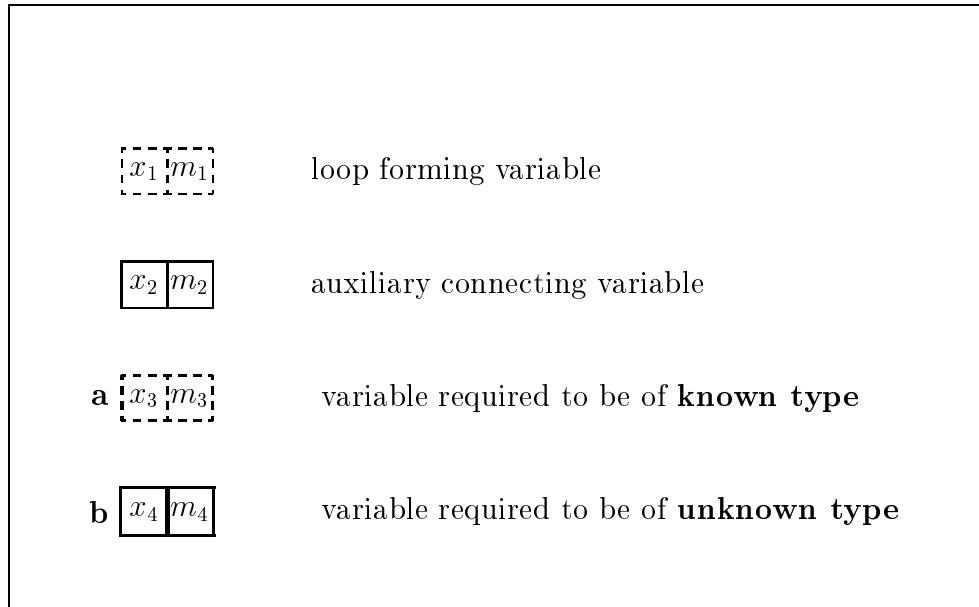 x₁ m₁ loop forming variable
x₂ m₂ auxiliary connecting variable
a x₃ m₃ variable required to be of known type
b x₄ m₄ variable required to be of unknown type